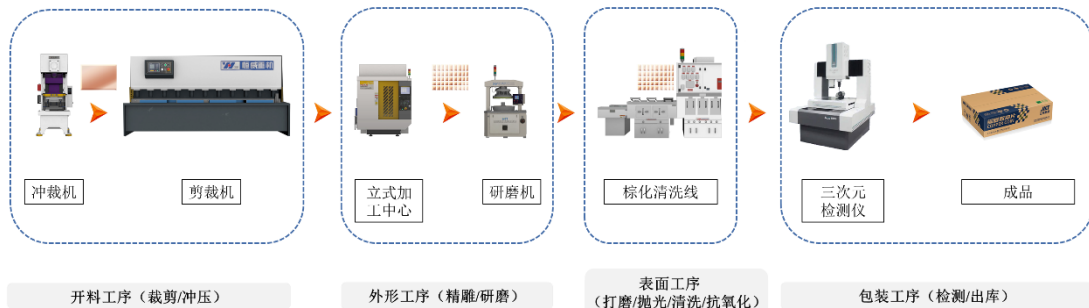 冲裁机
剪裁机
立式加
工中心
研磨机
棕化清洗线
三次元
检测仪
成品
开料工序（裁剪/冲压）
外形工序（精雕/研磨）
表面工序
（打磨/抛光/清洗/抗氧化）
包装工序（检测/出库）